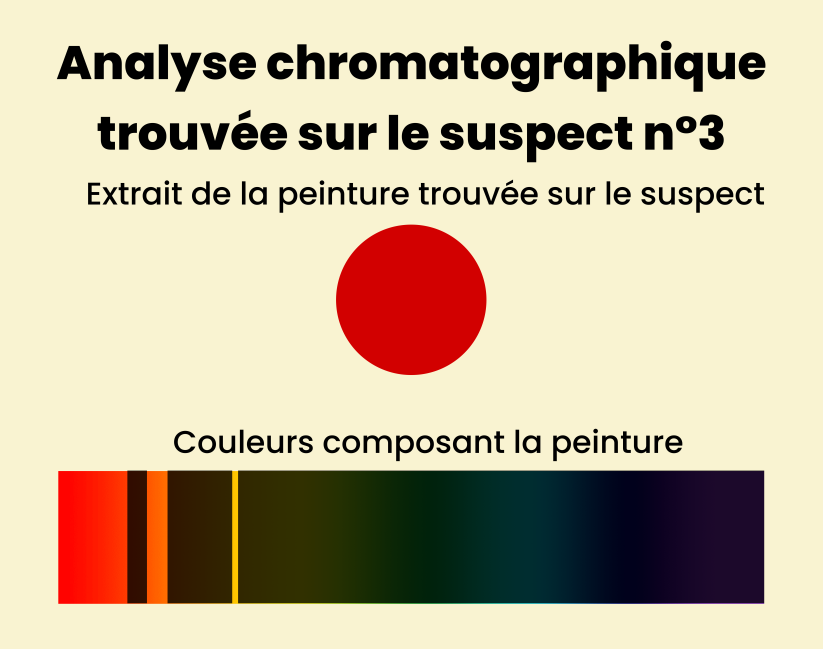 Analyse chromatographique
trouvée sur le suspect n°3
Extrait de la peinture trouvée sur le suspect
Couleurs composant la peinture